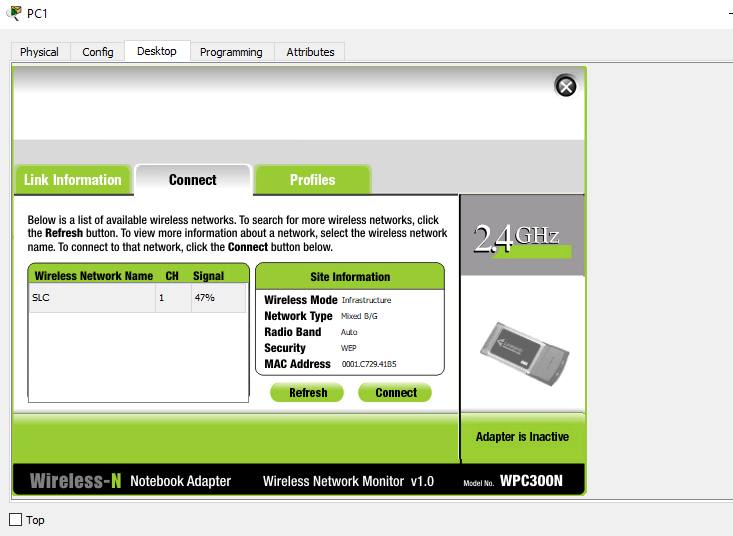 PC1
Physical Config Desktop Programming Attributes
Link Information Connect Profiles
Below is a list of available wireless networks. To search for more wireless networks, click
the Refresh button. To view more information about a network, select the wireless network
name. To connect to that network, click the Connect button below.
2.4GHz
Wireless Network Name CH Signal
SLC 1 47%
Site Information
Wireless Mode Infrastructure
Network Type Mixed B/G
Radio Band Auto
Security WEP
MAC Address 0001.C729.41B5
Refresh Connect
Adapter is Inactive
Wireless-N Notebook Adapter Wireless Network Monitor v1.0 Model No. WPC300N
Top